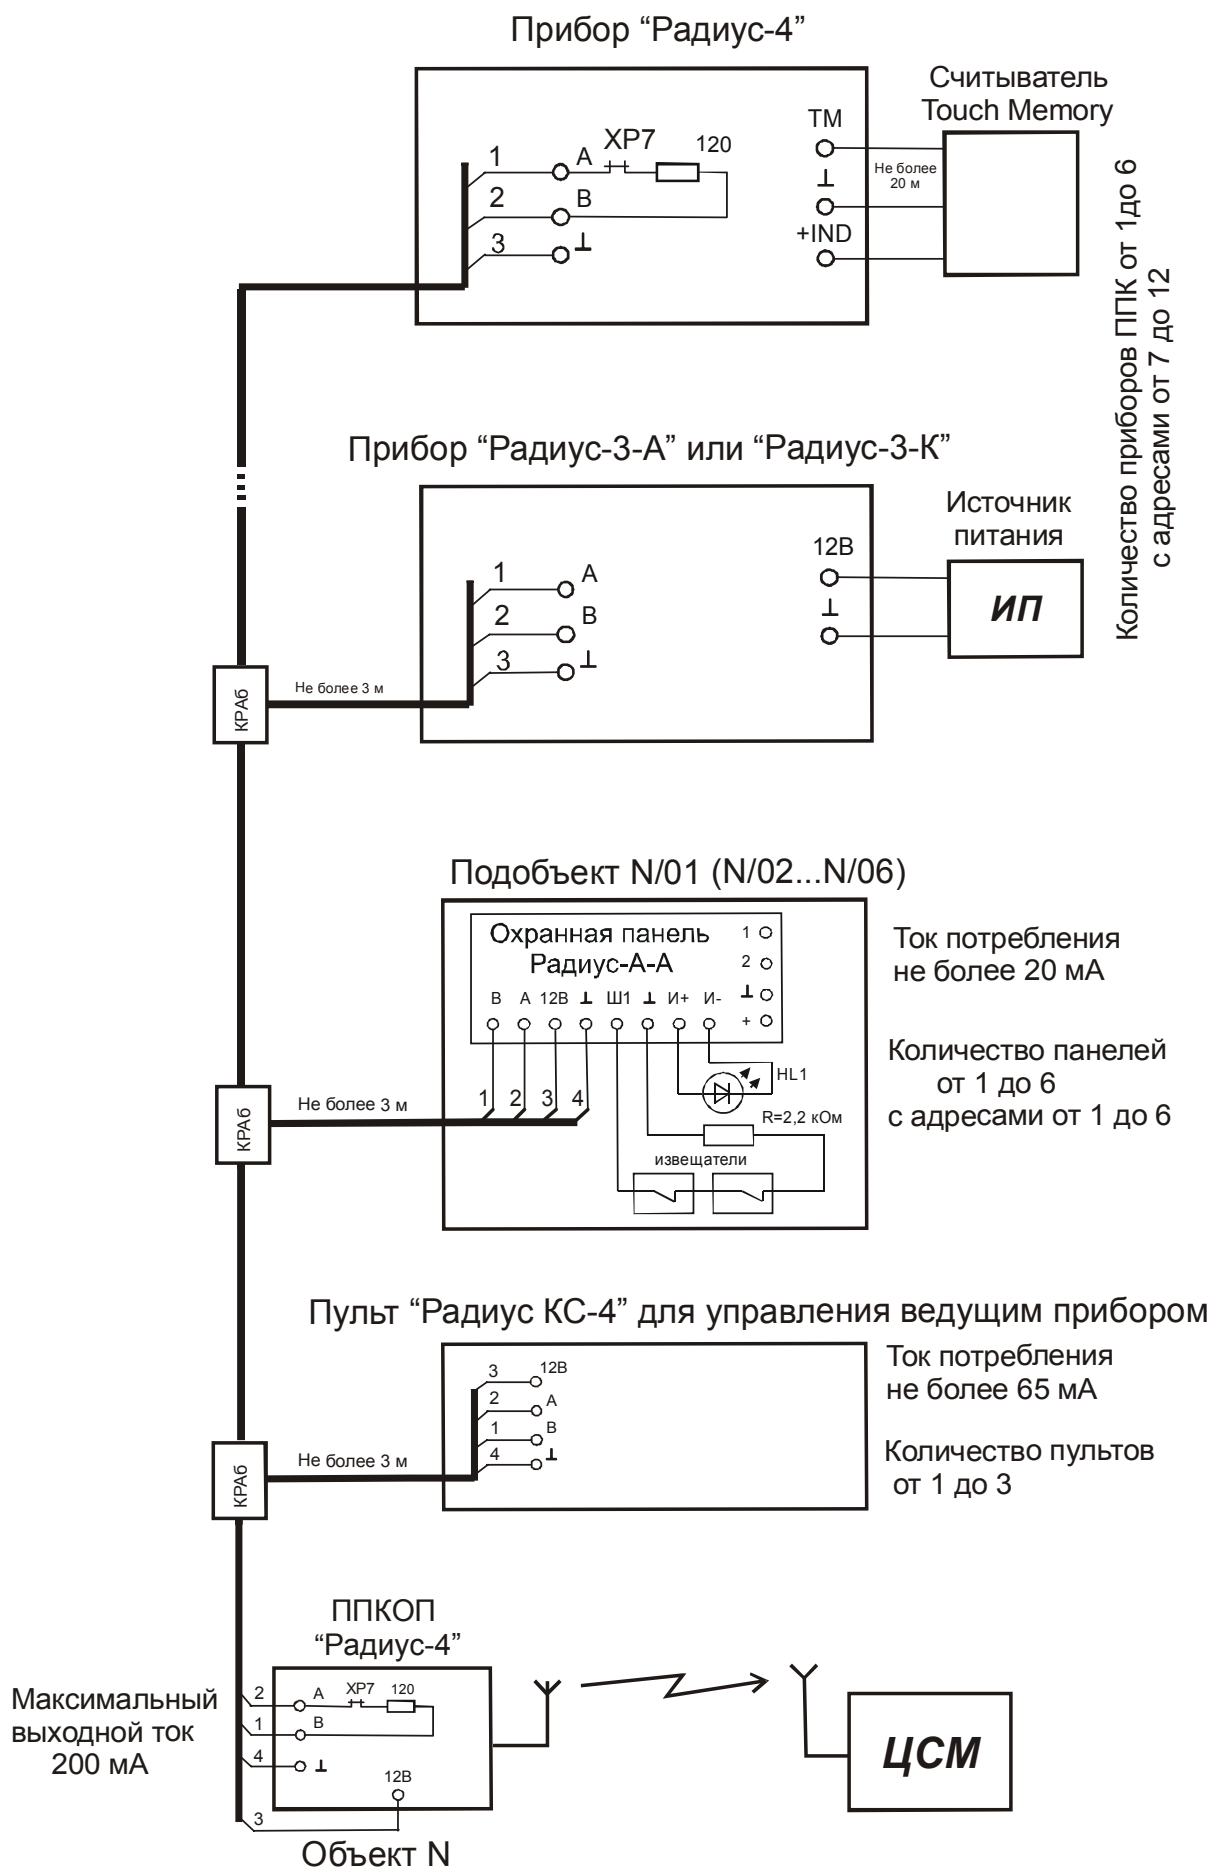 Прибор “Радиус-4”
Считыватель
Touch Memory
1
A
XP7
120
2
B
3
⊥
TM
⊥
+IND
Не более
20 м
Количество приборов ППК от 1до 6
с адресами от 7 до 12
Прибор “Радиус-3-А” или “Радиус-3-К”
Источник
питания
1
A
2
B
3
⊥
12В
⊥
ИП
КРАб
Не более 3 м
Подобъект N/01 (N/02...N/06)
Охранная панель
Радиус-А-А
1
2
⊥
+
В
А
12В
⊥
Ш1
⊥
И+
И-
HL1
1
2
3
4
R=2,2 кОм
извещатели
Ток потребления
не более 20 мА
Количество панелей
от 1 до 6
с адресами от 1 до 6
КРАб
Не более 3 м
Пульт “Радиус КС-4” для управления ведущим прибором
3
12В
2
А
1
В
4
⊥
Ток потребления
не более 65 мА
Количество пультов
от 1 до 3
КРАб
Не более 3 м
ППКОП
“Радиус-4”
2
A
XP7
120
1
B
4
⊥
12В
3
Максимальный
выходной ток
200 мА
ЦСМ
Объект N